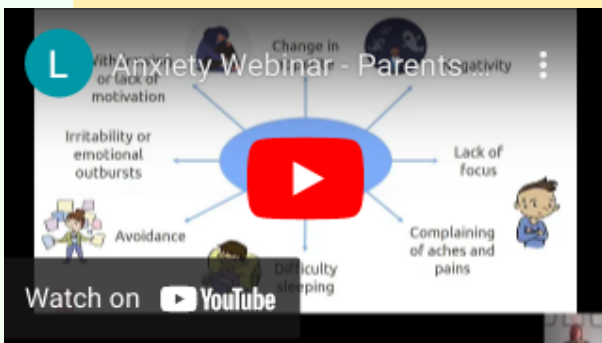 L
Anxiety Webinar - Parents ...
Change in
or lack of
motivation
Irritability or
emotional
outbursts
Lack of
focus
Avoidance
Complaining
of aches and
pains
Difficulty
sleeping
Watch on YouTube